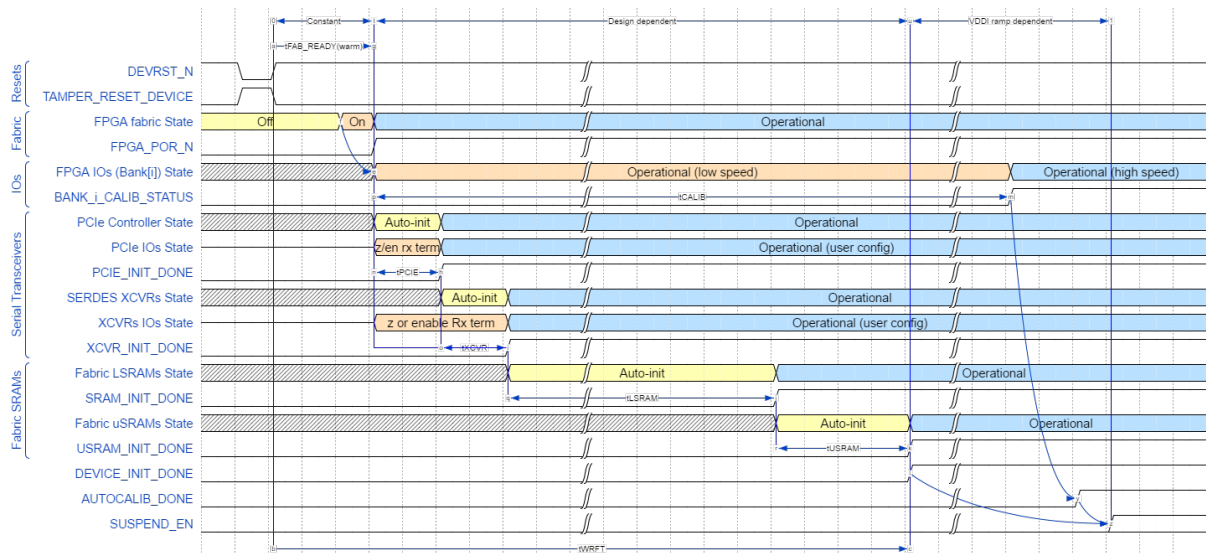 Constant
Design dependent
VDDI ramp dependent
tFAB_READY(warm)
Resets
DEVRST_N
TAMPER_RESET_DEVICE
Fabric
FPGA fabric State
Off
On
Operational
FPGA_POR_N
IOs
FPGA IOs (Bank[i]) State
Operational (low speed)
Operational (high speed)
BANK_i_CALIB_STATUS
tCALIB
Serial Transceivers
PCIe Controller State
Auto-init
Operational
PCIe IOs State
z/en rx term
Operational (user config)
PCIE_INIT_DONE
tPCIE
SERDES XCVRs State
Auto-init
Operational
XCVRs IOs State
z or enable Rx term
Operational (user config)
XCVR_INIT_DONE
tXCVR
Fabric SRAMs
Fabric LSRAMs State
Auto-init
Operational
SRAM_INIT_DONE
tLSRAM
Fabric uSRAMs State
Auto-init
Operational
USRAM_INIT_DONE
tUSRAM
DEVICE_INIT_DONE
AUTOCALIB_DONE
SUSPEND_EN
tWRFT